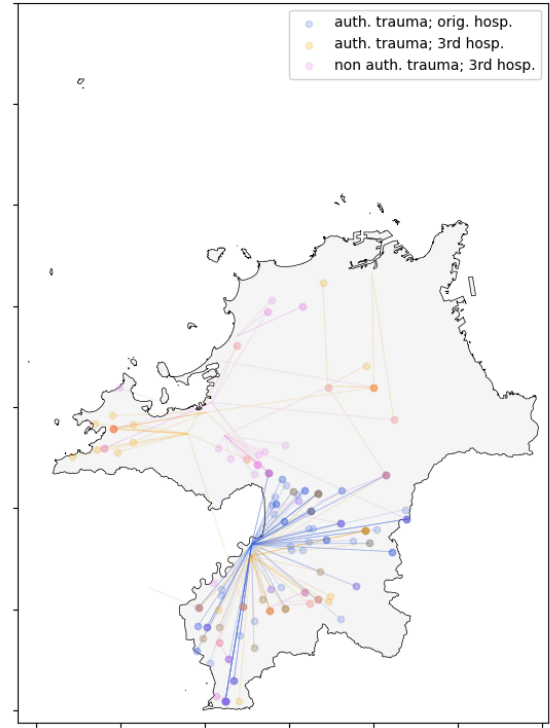 auth. trauma; orig. hosp.
auth. trauma; 3rd hosp.
non auth. trauma; 3rd hosp.